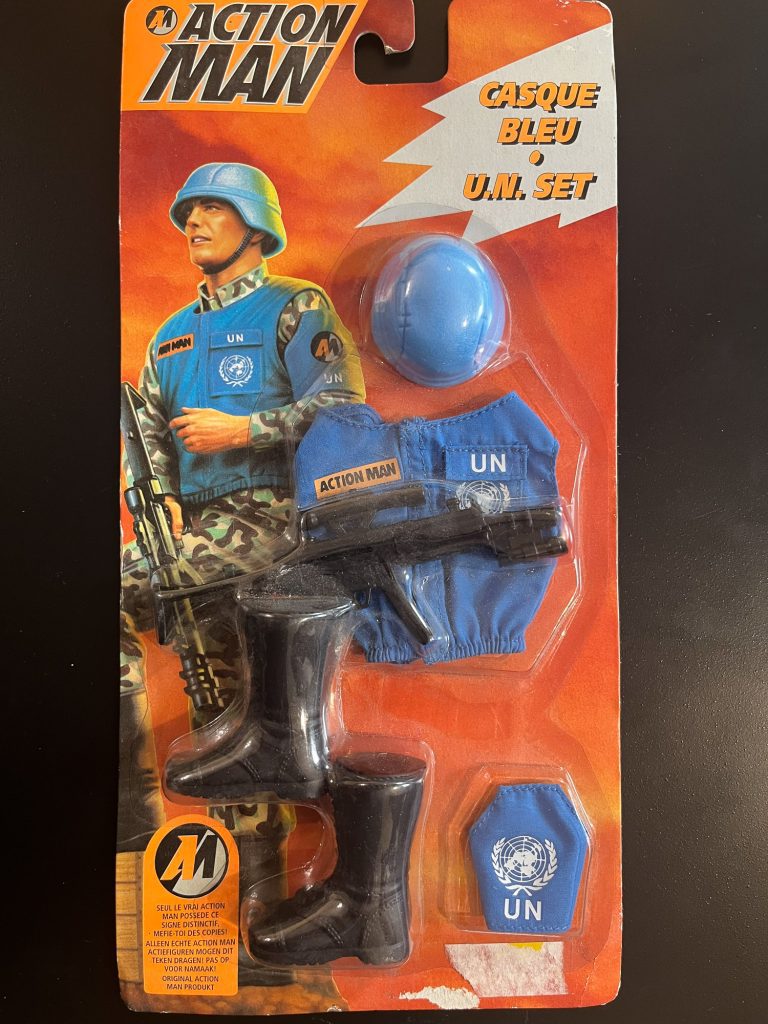 ACTION
MAN
CASQUE
BLEU
•
U.N. SET
MAN
UN
UN
ACTION MAN
UN
UN
SEUL LE VRAI ACTION
MAN POSSEDE CE
SIGNE DISTINCTIF,
MEFIE-TOI DES COPIES!
ALLEEN ECHTE ACTION MAN
ACTIEFIGUREN MOGEN DIT
TEKEN DRAGEN! PAS OP
VOOR NAMAAK!
ORIGINAL ACTION
MAN PRODUKT